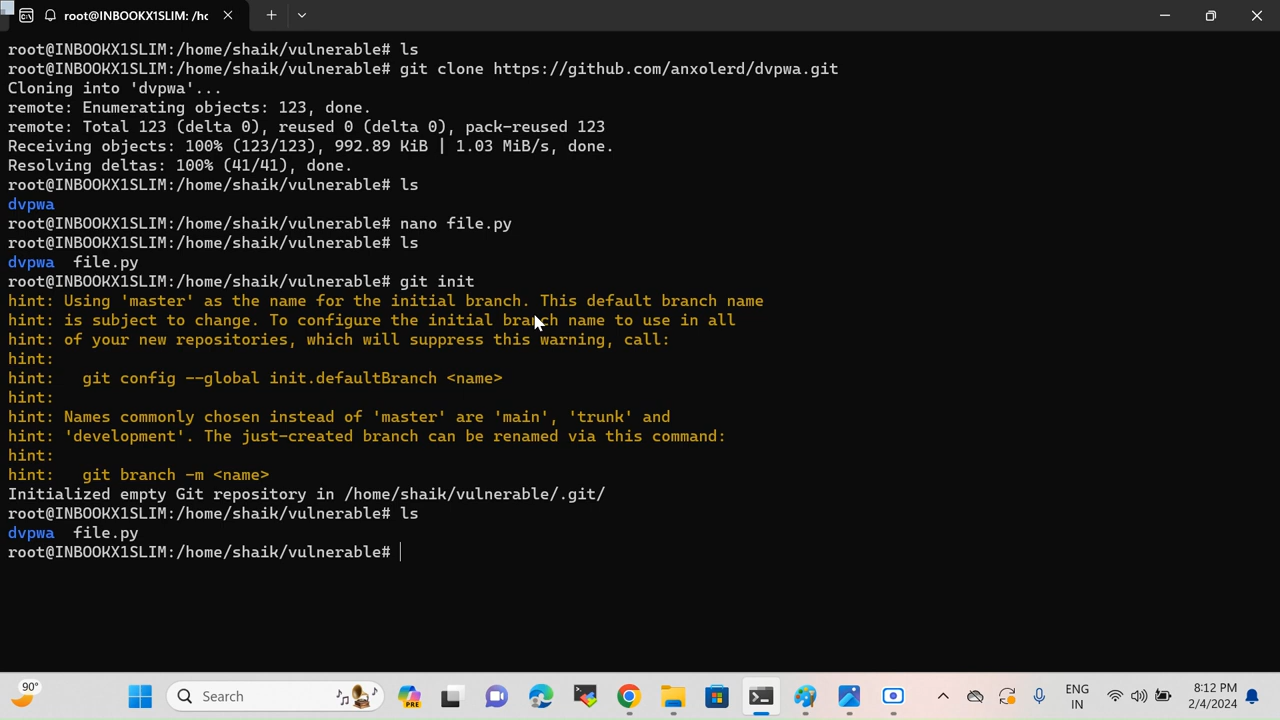 root@INBOOKX1SLIM: /hc
root@INBOOKX1SLIM:/home/shaik/vulnerable# ls
root@INBOOKX1SLIM:/home/shaik/vulnerable# git clone https://github.com/anxolerd/dvpwa.git
Cloning into 'dvpwa'...
remote: Enumerating objects: 123, done.
remote: Total 123 (delta 0), reused 0 (delta 0), pack-reused 123
Receiving objects: 100% (123/123), 992.89 KiB | 1.03 MiB/s, done.
Resolving deltas: 100% (41/41), done.
root@INBOOKX1SLIM:/home/shaik/vulnerable# ls
dvpwa
root@INBOOKX1SLIM:/home/shaik/vulnerable# nano file.py
root@INBOOKX1SLIM:/home/shaik/vulnerable# ls
dvpwa  file.py
root@INBOOKX1SLIM:/home/shaik/vulnerable# git init
hint: Using 'master' as the name for the initial branch. This default branch name
hint: is subject to change. To configure the initial branch name to use in all
hint: of your new repositories, which will suppress this warning, call:
hint:
hint:   git config --global init.defaultBranch <name>
hint:
hint: Names commonly chosen instead of 'master' are 'main', 'trunk' and
hint: 'development'. The just-created branch can be renamed via this command:
hint:
hint:   git branch -m <name>
Initialized empty Git repository in /home/shaik/vulnerable/.git/
root@INBOOKX1SLIM:/home/shaik/vulnerable# ls
dvpwa  file.py
root@INBOOKX1SLIM:/home/shaik/vulnerable#
90°
Search
PRE
ENG
IN
8:12 PM
2/4/2024